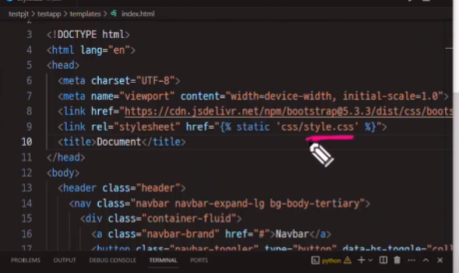 testpjt > testapp > templates > index.html
2
3 <!DOCTYPE html>
4 <html lang="en">
5 <head>
6 <meta charset="UTF-8">
7 <meta name="viewport" content="width=device-width, initial-scale=1.0">
8 <link href="https://cdn.jsdelivr.net/npm/bootstrap@5.3.3/dist/css/boots
9 <link rel="stylesheet" href="{% static 'css/style.css' %}">
10 <title>Document</title>
11 </head>
12 <body>
13 <header class="header">
14 <nav class="navbar navbar-expand-lg bg-body-tertiary">
15 <div class="container-fluid">
16 <a class="navbar-brand" href="#">Navbar</a>
17 <button class="navbar-toggler" type="button" data-bs-toggle="coll
PROBLEMS OUTPUT DEBUG CONSOLE TERMINAL PORTS python